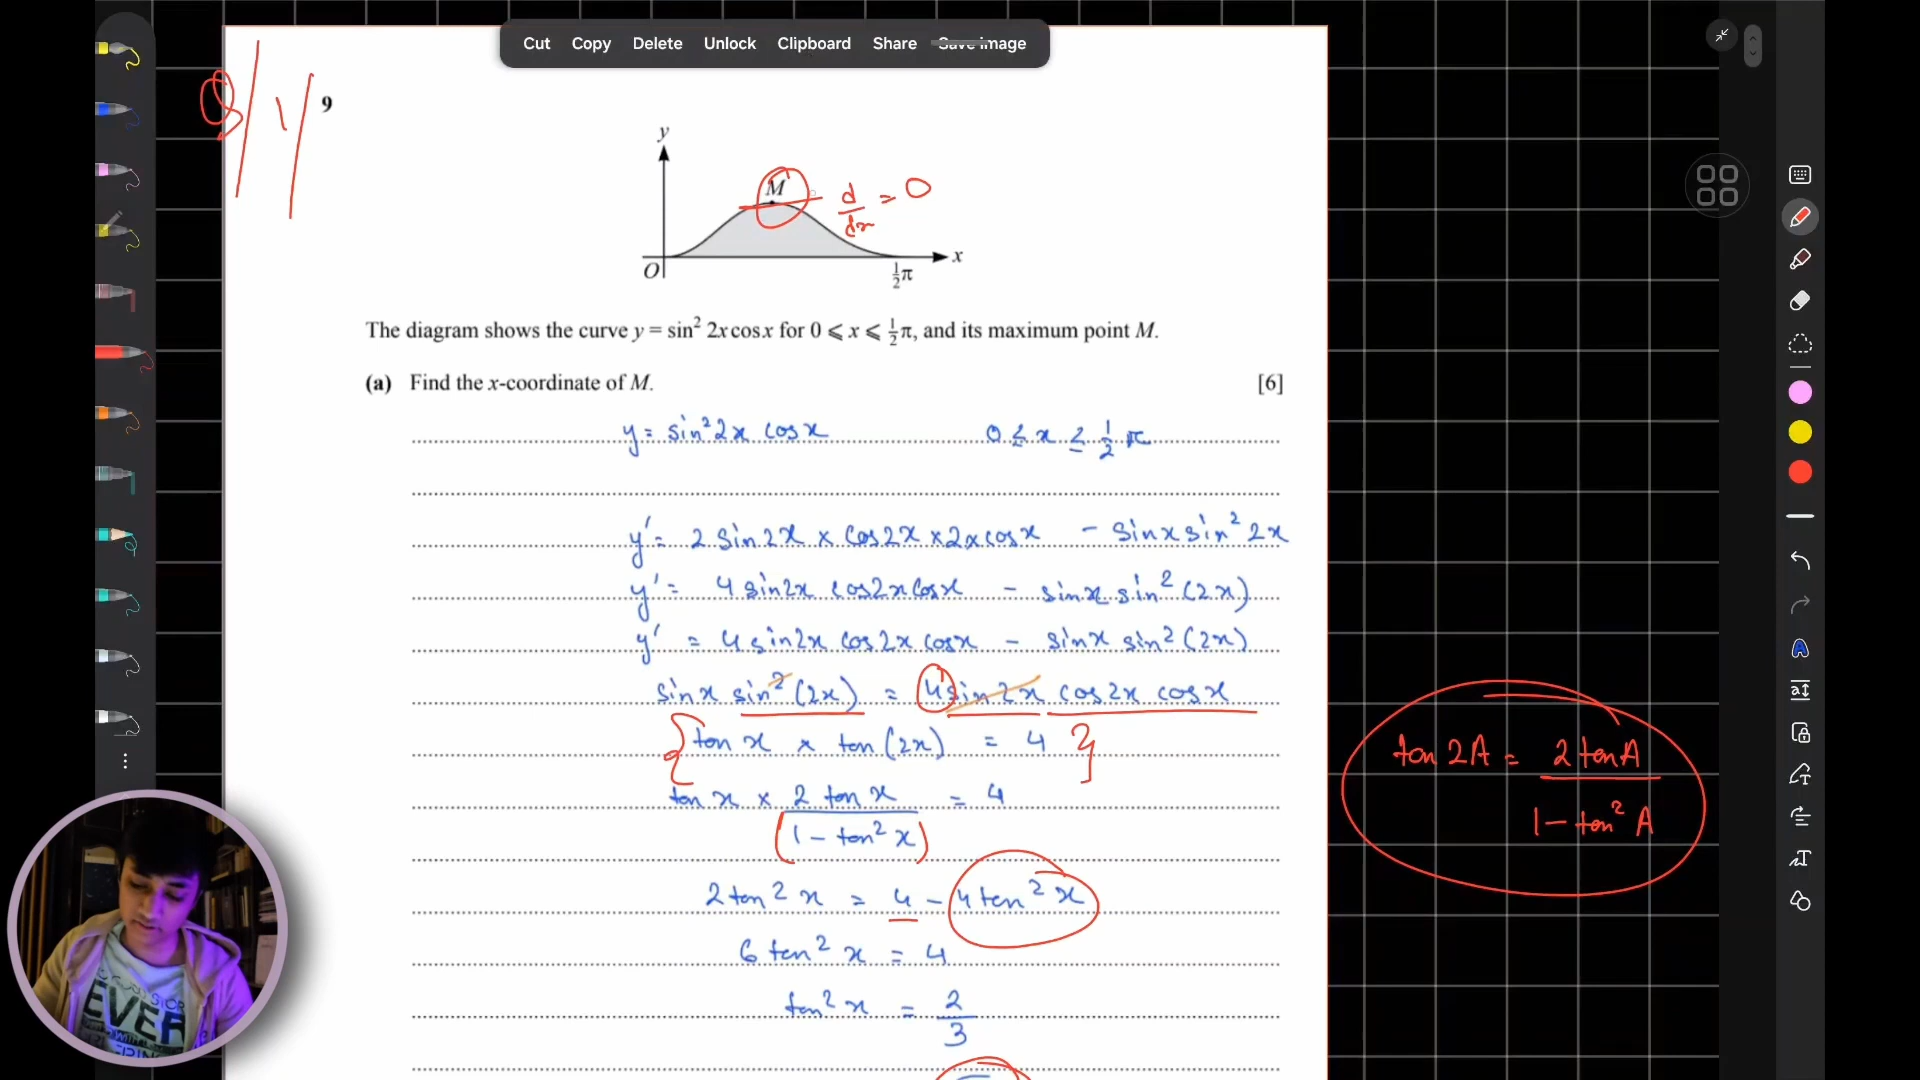 Cut Copy Delete Unlock Clipboard Share Save image
9
y
M
d/dx = 0
O
½π
x
The diagram shows the curve y = sin² 2x cos x for 0 ⩽ x ⩽ ½π, and its maximum point M.
(a) Find the x-coordinate of M. [6]
y = sin² 2x cos x 0 ≤ x ≤ 1/2 π
y' = 2 sin 2x × cos 2x × 2 × cos x - sin x sin² 2x
y' = 4 sin 2x cos 2x cos x - sin x sin² (2x)
y' = 4 sin 2x cos 2x cos x - sin x sin² (2x)
sin x sin² (2x) = 4 sin 2x cos 2x cos x
{ tan x × tan (2x) = 4 }
tan 2A = 2 tan A / 1 - tan² A
tan x × 2 tan x / (1 - tan² x) = 4
2 tan² x = 4 - 4 tan² x
6 tan² x = 4
tan² x = 2/3
EVER